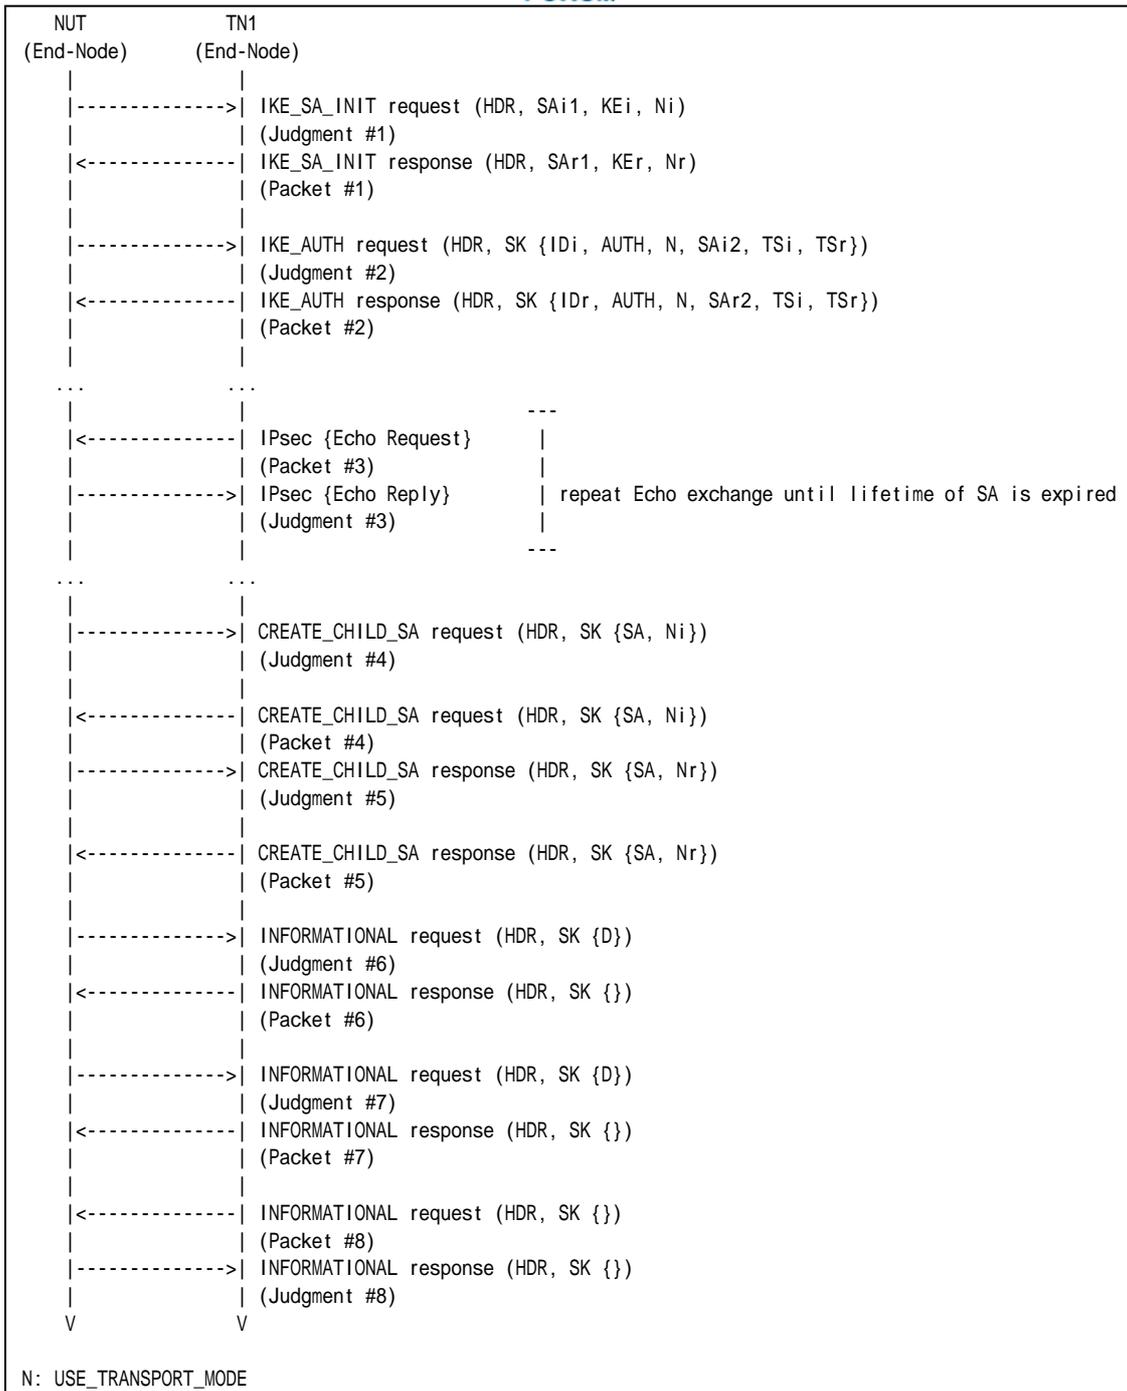 NUT TN1
(End-Node) (End-Node)
| |
|-------------->| IKE_SA_INIT request (HDR, SAi1, KEi, Ni)
| | (Judgment #1)
|<--------------| IKE_SA_INIT response (HDR, SAr1, KEr, Nr)
| | (Packet #1)
| |
|-------------->| IKE_AUTH request (HDR, SK {IDi, AUTH, N, SAi2, TSi, TSr})
| | (Judgment #2)
|<--------------| IKE_AUTH response (HDR, SK {IDr, AUTH, N, SAr2, TSi, TSr})
| | (Packet #2)
| |
... ...
| | ---
|<--------------| IPsec {Echo Request} |
| | (Packet #3) |
|-------------->| IPsec {Echo Reply} | repeat Echo exchange until lifetime of SA is expired
| | (Judgment #3) |
| | ---
... ...
| |
|-------------->| CREATE_CHILD_SA request (HDR, SK {SA, Ni})
| | (Judgment #4)
| |
|<--------------| CREATE_CHILD_SA request (HDR, SK {SA, Ni})
| | (Packet #4)
|-------------->| CREATE_CHILD_SA response (HDR, SK {SA, Nr})
| | (Judgment #5)
| |
|<--------------| CREATE_CHILD_SA response (HDR, SK {SA, Nr})
| | (Packet #5)
| |
|-------------->| INFORMATIONAL request (HDR, SK {D})
| | (Judgment #6)
|<--------------| INFORMATIONAL response (HDR, SK {})
| | (Packet #6)
| |
|-------------->| INFORMATIONAL request (HDR, SK {D})
| | (Judgment #7)
|<--------------| INFORMATIONAL response (HDR, SK {})
| | (Packet #7)
| |
|<--------------| INFORMATIONAL request (HDR, SK {})
| | (Packet #8)
|-------------->| INFORMATIONAL response (HDR, SK {})
| | (Judgment #8)
V V
N: USE_TRANSPORT_MODE